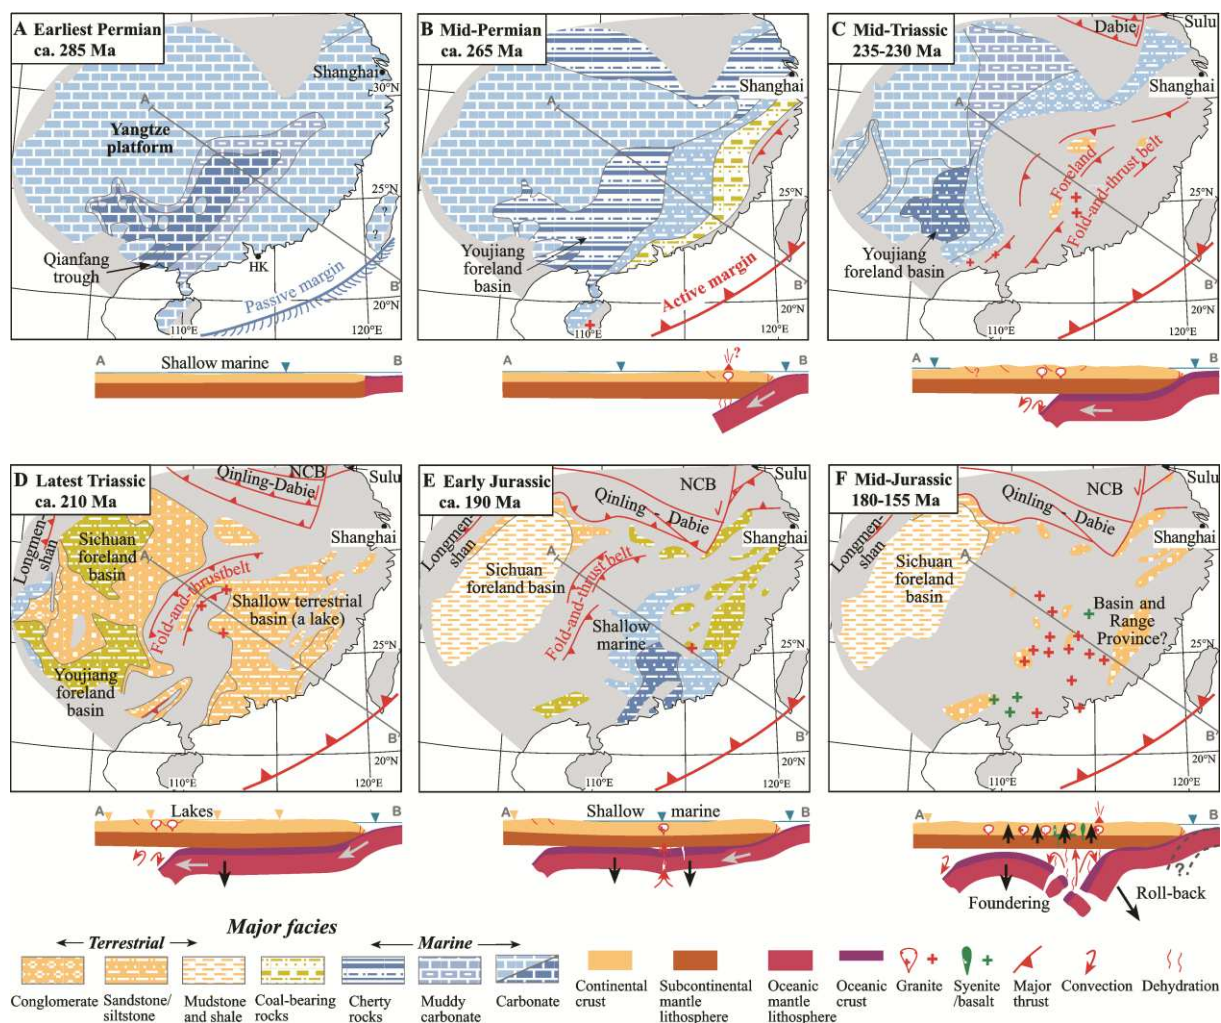 A Earliest Permian
ca. 285 Ma
Shanghai
30°N
A
Yangtze
platform
25°N
?
?
Qianfang
trough
HK
Passive margin
B
20°N
110°E
120°E
A
Shallow marine
B
B Mid-Permian
ca. 265 Ma
Shanghai
A
25°N
Youjiang
foreland
basin
Active margin
B
20°N
110°E
120°E
A
?
B
C Mid-Triassic
235-230 Ma
Dabie
Sulu
Shanghai
A
Foreland
Fold-and-thrust belt
25°N
Youjiang
foreland basin
B
20°N
110°E
120°E
A
?
B
D Latest Triassic
ca. 210 Ma
NCB
Qinling-Dabie
Sulu
Longmen-
shan
Sichuan
foreland
basin
Shanghai
A
Fold-and-thrustbelt
Shallow terrestrial
basin (a lake)
25°N
Youjiang
foreland
basin
B
20°N
110°E
120°E
A
Lakes
B
E Early Jurassic
ca. 190 Ma
NCB
Sulu
Qinling - Dabie
Longmen-
shan
Shanghai
A
Sichuan
foreland basin
Fold-and-thrust belt
Shallow
marine
25°N
B
20°N
110°E
120°E
A
Shallow marine
B
F Mid-Jurassic
180-155 Ma
NCB
Sulu
Qinling - Dabie
Longmen-
shan
Shanghai
A
Sichuan
foreland
basin
Basin and
Range
Province?
25°N
B
20°N
110°E
120°E
A
B
?
Foundering
Roll-back
Major facies
Terrestrial
Marine
Conglomerate
Sandstone/
siltstone
Mudstone
and shale
Coal-bearing
rocks
Cherty
rocks
Muddy
carbonate
Carbonate
Continental
crust
Subcontinental
mantle
lithosphere
Oceanic
mantle
lithosphere
Oceanic
crust
Granite
Syenite
/basalt
Major
thrust
Convection
Dehydration